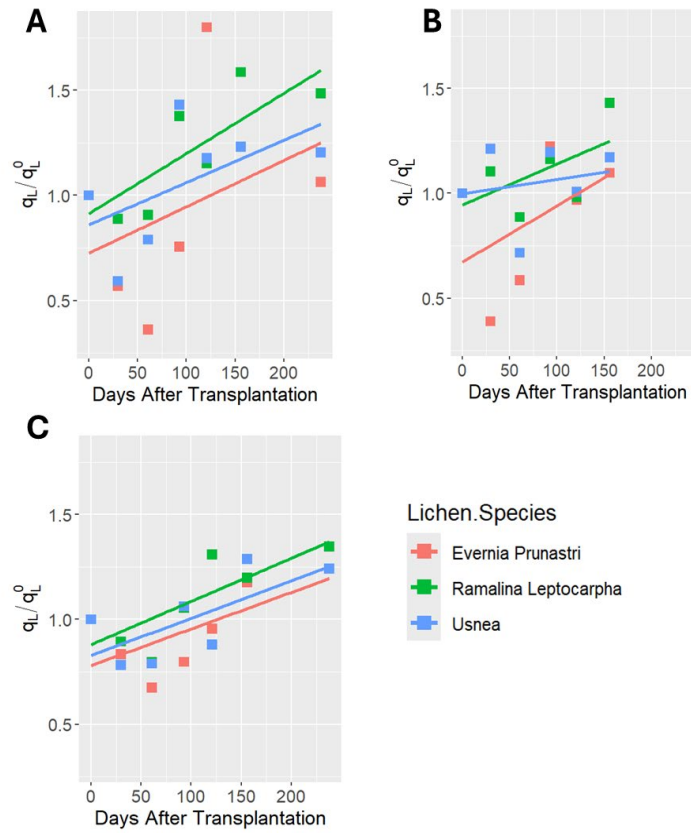 A
1.5
1.0
0.5
qL/qL0
0 50 100 150 200
Days After Transplantation
B
1.5
1.0
0.5
qL/qL0
0 50 100 150 200
Days After Transplantation
C
1.5
1.0
0.5
qL/qL0
0 50 100 150 200
Days After Transplantation
Lichen.Species
Evernia Prunastri
Ramalina Leptocarpha
Usnea